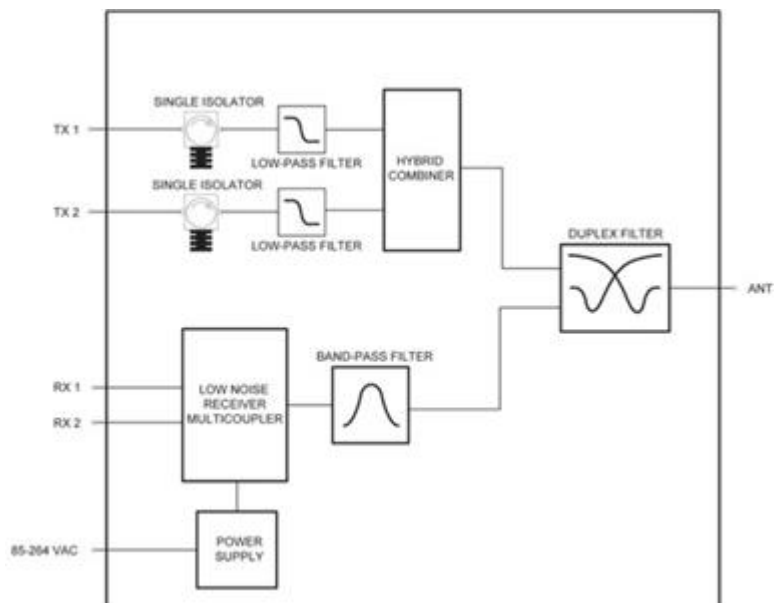 SINGLE ISOLATOR
TX 1
LOW-PASS FILTER
HYBRID
COMBINER
SINGLE ISOLATOR
TX 2
LOW-PASS FILTER
DUPLEX FILTER
ANT
BAND-PASS FILTER
RX 1
RX 2
LOW NOISE
RECEIVER
MULTICOUPLER
85-264 VAC
POWER
SUPPLY